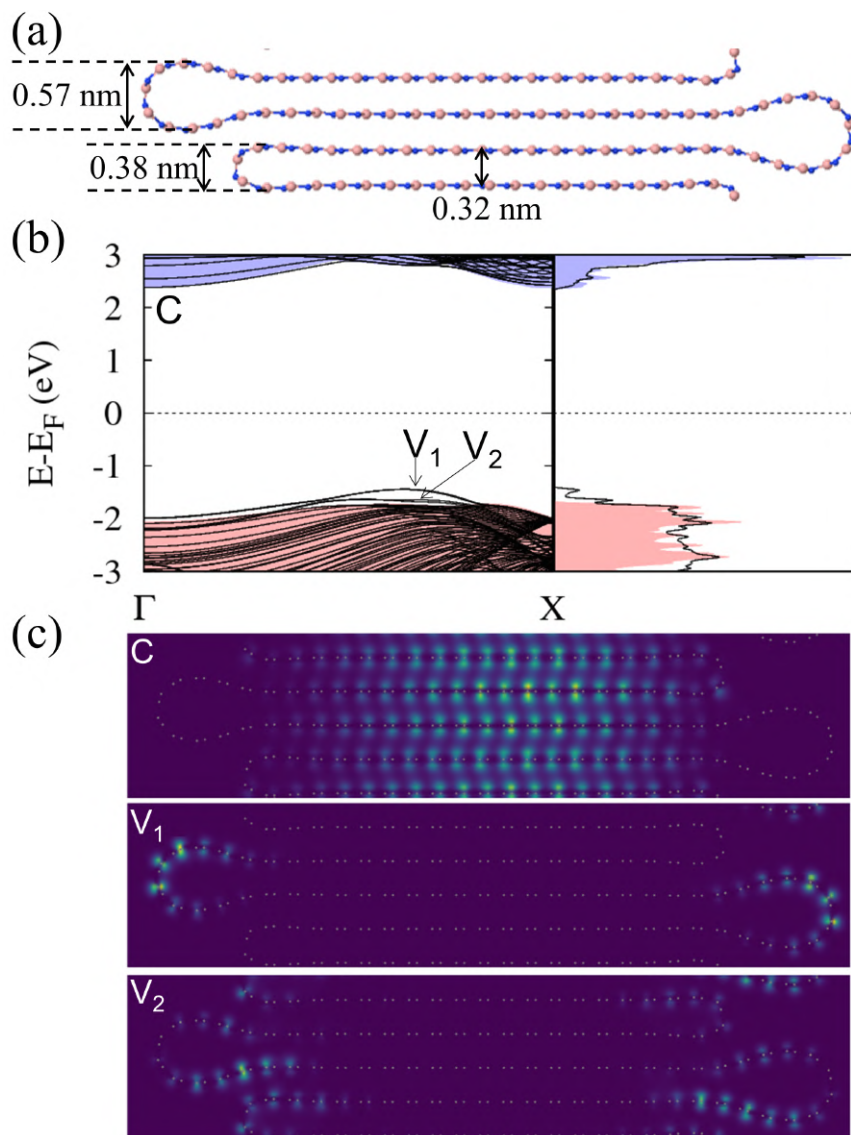 (a)
0.57 nm
0.38 nm
0.32 nm
(b)
3
2
1
0
-1
-2
-3
E-E_F (eV)
C
V_1
V_2
Γ
X
(c)
C
V_1
V_2